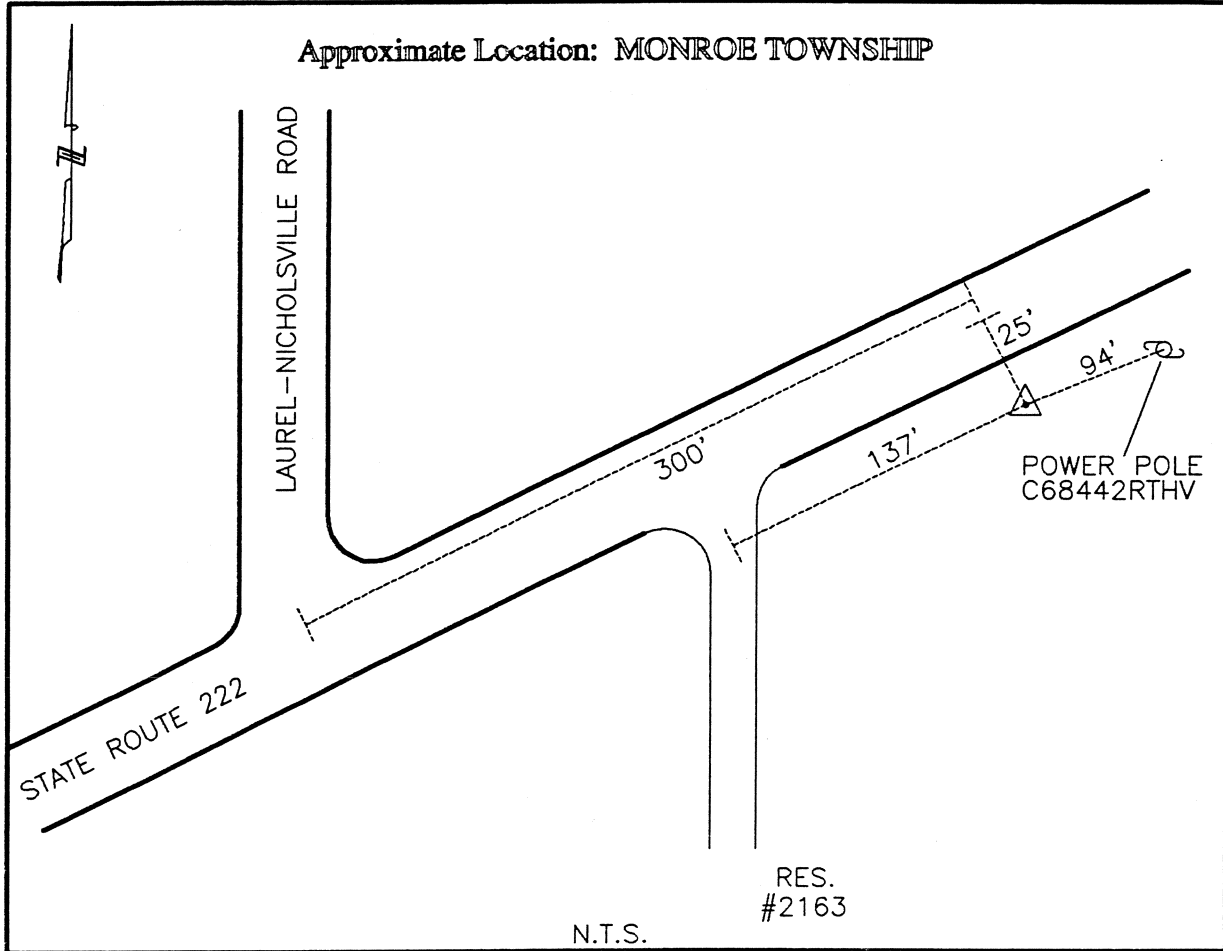 Approximate Location: MONROE TOWNSHIP
N
LAUREL-NICHOLSVILLE ROAD
25'
94'
300'
137'
POWER POLE
C68442RTHV
STATE ROUTE 222
RES.
#2163
N.T.S.